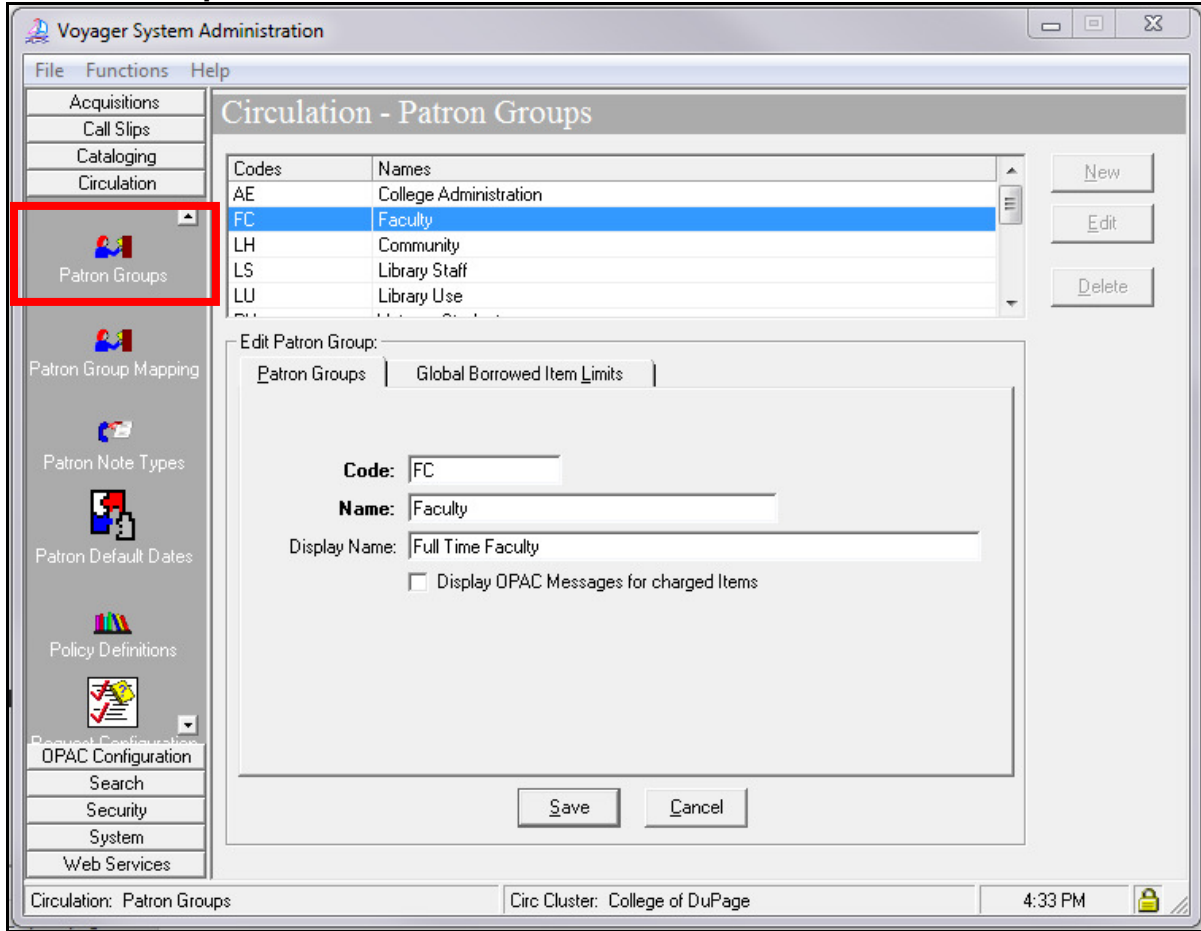 Voyager System Administration
File Functions Help
Acquisitions
Call Slips
Cataloging
Circulation
Patron Groups
Patron Group Mapping
Patron Note Types
Patron Default Dates
Policy Definitions
Request Configuration
OPAC Configuration
Search
Security
System
Web Services
Circulation - Patron Groups
Codes Names
AE College Administration
FC Faculty
LH Community
LS Library Staff
LU Library Use
New
Edit
Delete
Edit Patron Group:
Patron Groups Global Borrowed Item Limits
Code: FC
Name: Faculty
Display Name: Full Time Faculty
Display OPAC Messages for charged Items
Save Cancel
Circulation: Patron Groups Circ Cluster: College of DuPage 4:33 PM